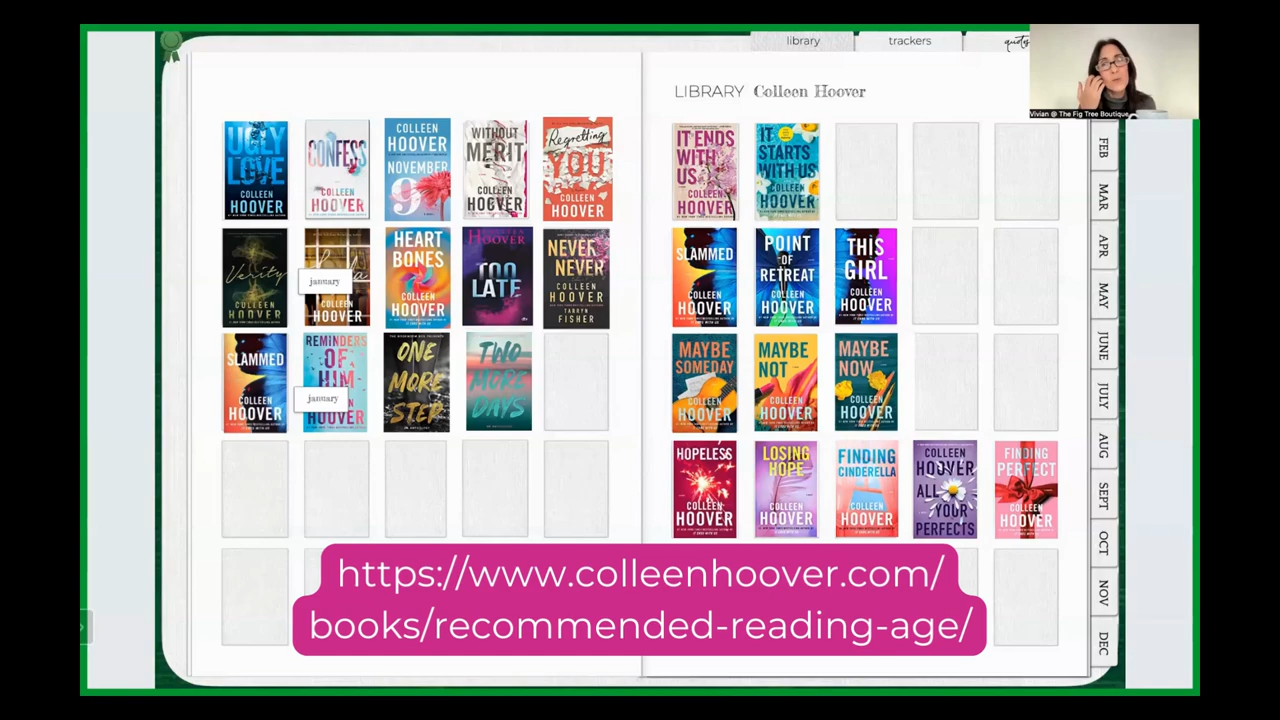 library
trackers
LIBRARY Colleen Hoover
Vivian @ The Fig Tree Boutique
UGLY
LOVE
COLLEEN
HOOVER
CONFESS
COLLEEN
HOOVER
COLLEEN
HOOVER
NOVEMBER
9
WITHOUT
MERIT
COLLEEN
HOOVER
Regretting
YOU
COLLEEN
HOOVER
IT ENDS
WITH
US
COLLEEN
HOOVER
IT
STARTS
WITH US
COLLEEN
HOOVER
Verity
COLLEEN
HOOVER
january
COLLEEN
HOOVER
HEART
BONES
COLLEEN
HOOVER
HOOVER
TOO
LATE
NEVER
NEVER
COLLEEN
HOOVER
TARRYN
FISHER
SLAMMED
COLLEEN
HOOVER
POINT
OF
RETREAT
COLLEEN
HOOVER
THIS
GIRL
COLLEEN
HOOVER
SLAMMED
COLLEEN
HOOVER
REMINDERS
OF
HIM
january
HOOVER
ONE
MORE
STEP
TWO
MORE
DAYS
MAYBE
SOMEDAY
COLLEEN
HOOVER
MAYBE
NOT
COLLEEN
HOOVER
MAYBE
NOW
COLLEEN
HOOVER
HOPELESS
COLLEEN
HOOVER
LOSING
HOPE
COLLEEN
HOOVER
FINDING
CINDERELLA
COLLEEN
HOOVER
COLLEEN
HOOVER
ALL
YOUR
PERFECTS
FINDING
PERFECT
COLLEEN
HOOVER
FEB
MAR
APR
MAY
JUNE
JULY
AUG
SEPT
OCT
NOV
DEC
https://www.colleenhoover.com/
books/recommended-reading-age/